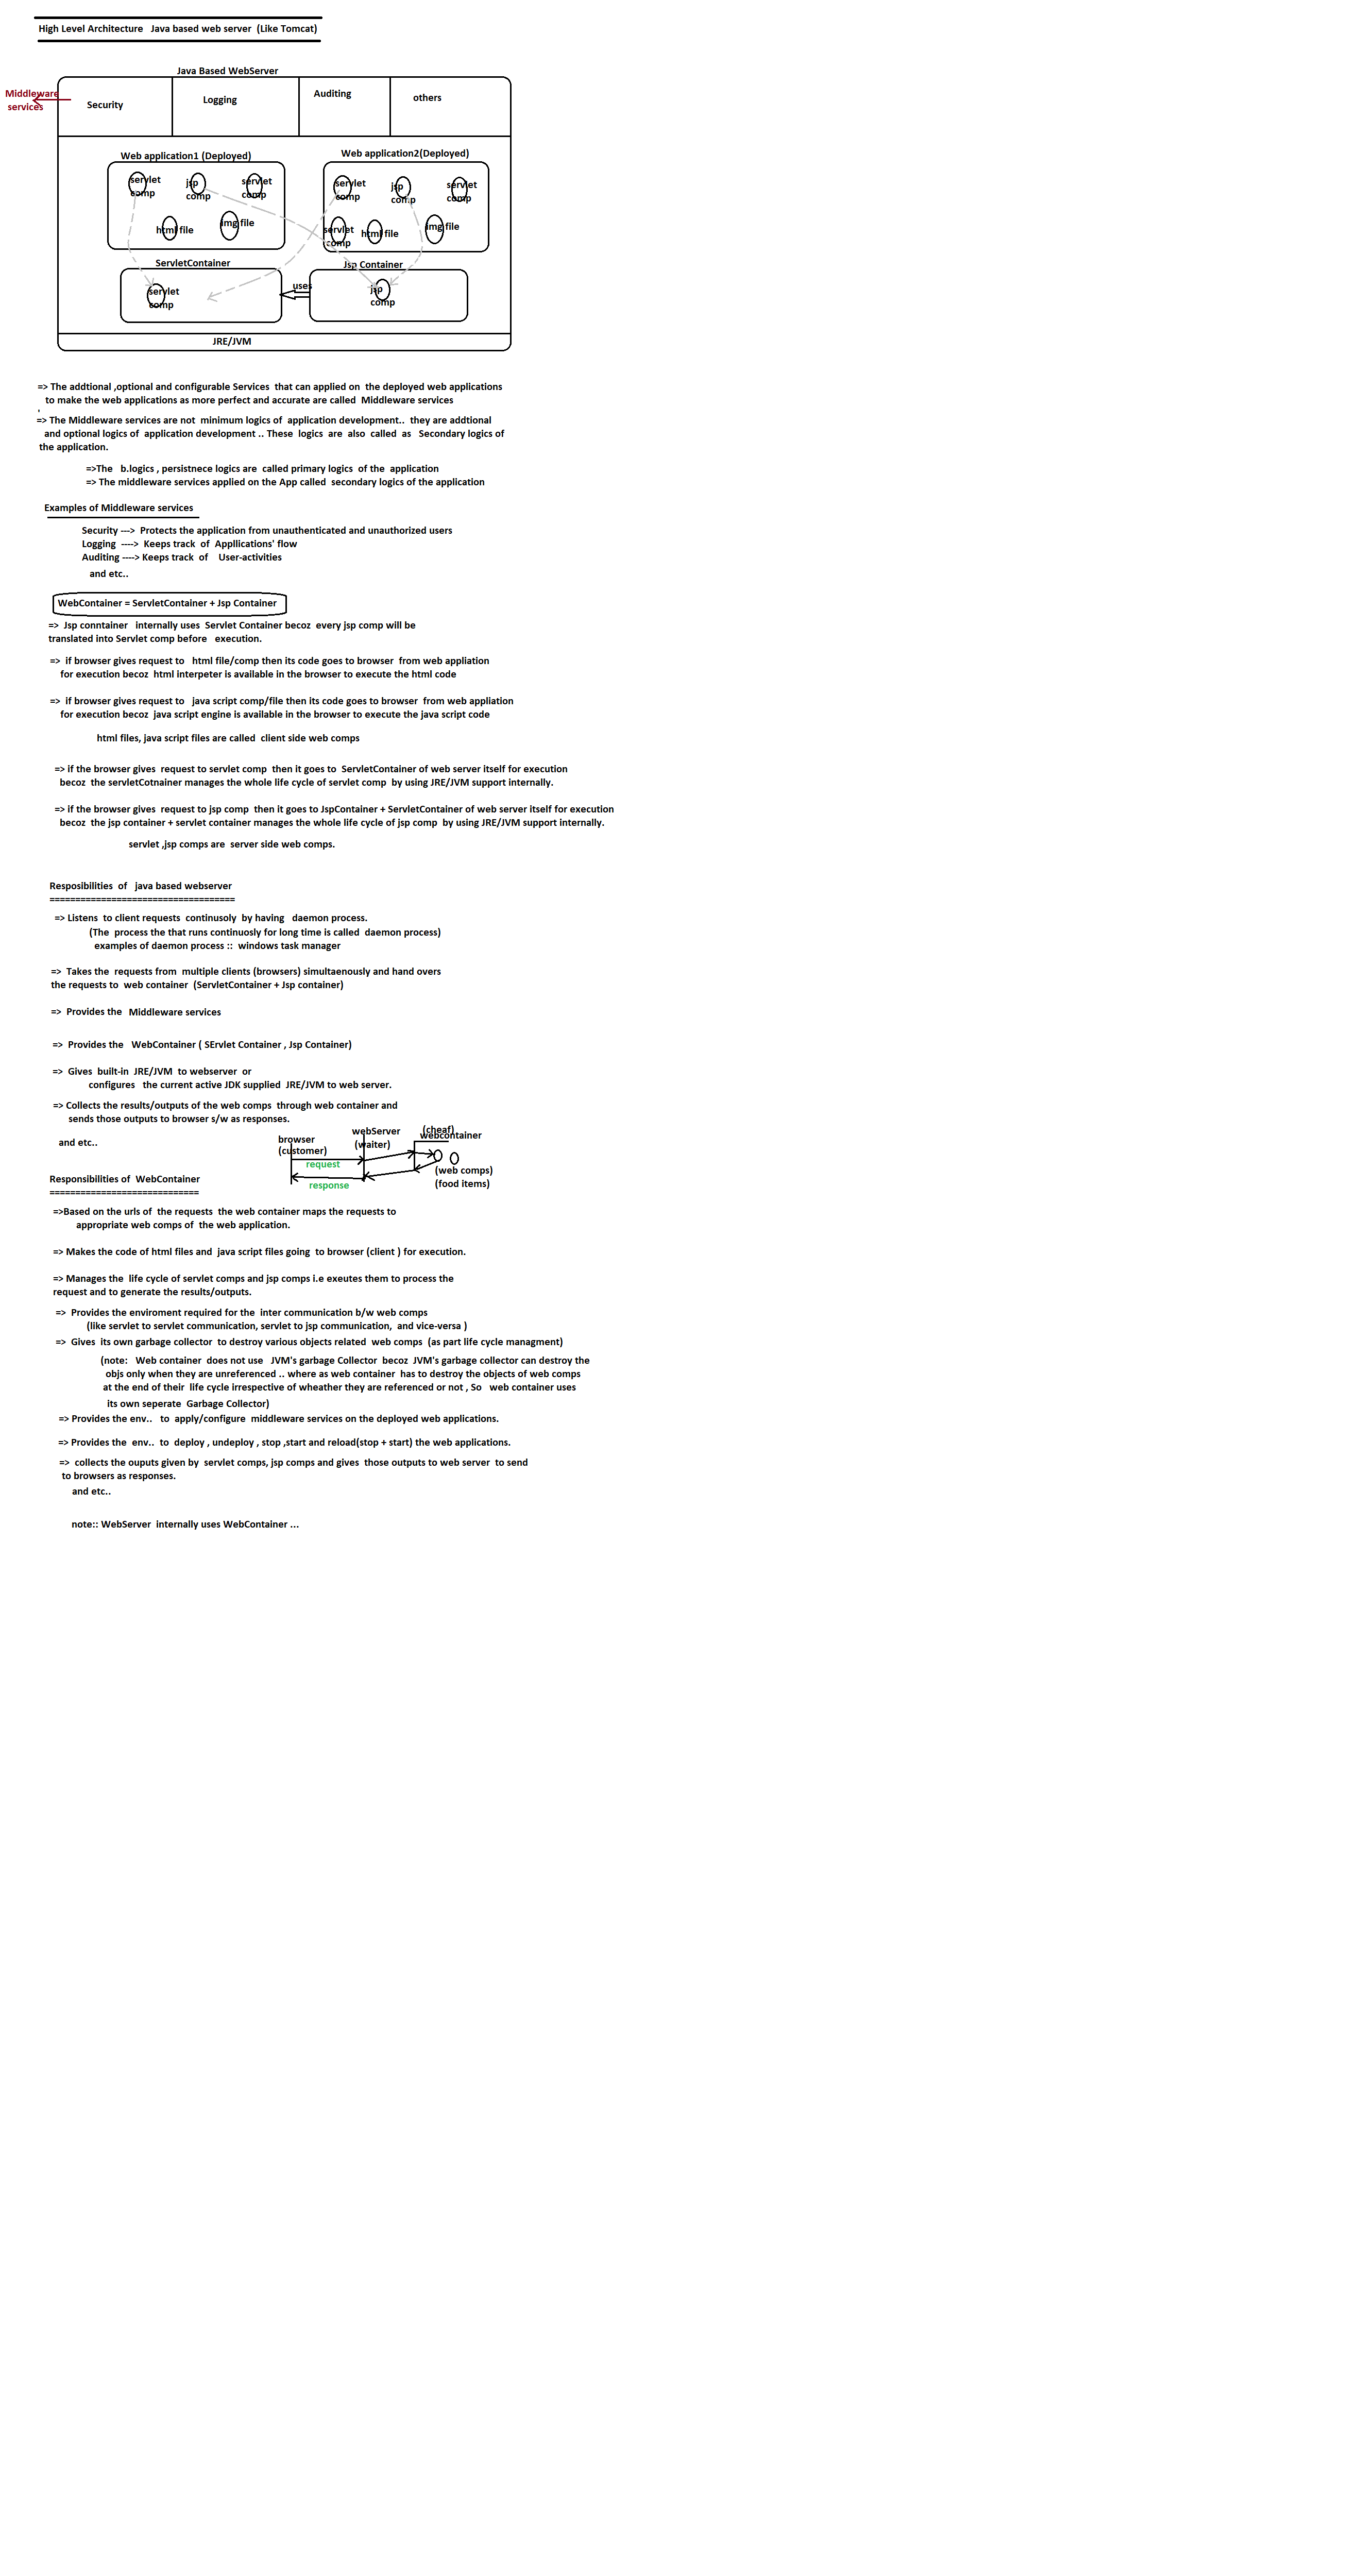 High Level Architecture Java based web server (Like Tomcat)
Java Based WebServer
Middleware
services
Security
Logging
Auditing
others
Web application1 (Deployed)
Web application2(Deployed)
servlet
comp
jsp
comp
servlet
comp
html file
img file
servlet
comp
jsp
comp
servlet
comp
servlet
comp
html file
img file
ServletContainer
servlet
comp
uses
Jsp Container
jsp
comp
JRE/JVM
=> The addtional ,optional and configurable Services that can applied on the deployed web applications
to make the web applications as more perfect and accurate are called Middleware services
'
=> The Middleware services are not minimum logics of application development.. they are addtional
and optional logics of application development .. These logics are also called as Secondary logics of
the application.
=>The b.logics , persistnece logics are called primary logics of the application
=> The middleware services applied on the App called secondary logics of the application
Examples of Middleware services
Security ---> Protects the application from unauthenticated and unauthorized users
Logging ----> Keeps track of Appllications' flow
Auditing ----> Keeps track of User-activities
and etc..
WebContainer = ServletContainer + Jsp Container
=> Jsp conntainer internally uses Servlet Container becoz every jsp comp will be
translated into Servlet comp before execution.
=> if browser gives request to html file/comp then its code goes to browser from web appliation
for execution becoz html interpeter is available in the browser to execute the html code
=> if browser gives request to java script comp/file then its code goes to browser from web appliation
for execution becoz java script engine is available in the browser to execute the java script code
html files, java script files are called client side web comps
=> if the browser gives request to servlet comp then it goes to ServletContainer of web server itself for execution
becoz the servletCotnainer manages the whole life cycle of servlet comp by using JRE/JVM support internally.
=> if the browser gives request to jsp comp then it goes to JspContainer + ServletContainer of web server itself for execution
becoz the jsp container + servlet container manages the whole life cycle of jsp comp by using JRE/JVM support internally.
servlet ,jsp comps are server side web comps.
Resposibilities of java based webserver
====================================
=> Listens to client requests continusoly by having daemon process.
(The process the that runs continuosly for long time is called daemon process)
examples of daemon process :: windows task manager
=> Takes the requests from multiple clients (browsers) simultaenously and hand overs
the requests to web container (ServletContainer + Jsp container)
=> Provides the Middleware services
=> Provides the WebContainer ( SErvlet Container , Jsp Container)
=> Gives built-in JRE/JVM to webserver or
configures the current active JDK supplied JRE/JVM to web server.
=> Collects the results/outputs of the web comps through web container and
sends those outputs to browser s/w as responses.
and etc..
browser
(customer)
webServer
(waiter)
(cheaf)
webcontainer
request
response
(web comps)
(food items)
Responsibilities of WebContainer
=============================
=>Based on the urls of the requests the web container maps the requests to
appropriate web comps of the web application.
=> Makes the code of html files and java script files going to browser (client ) for execution.
=> Manages the life cycle of servlet comps and jsp comps i.e exeutes them to process the
request and to generate the results/outputs.
=> Provides the enviroment required for the inter communication b/w web comps
(like servlet to servlet communication, servlet to jsp communication, and vice-versa )
=> Gives its own garbage collector to destroy various objects related web comps (as part life cycle managment)
(note: Web container does not use JVM's garbage Collector becoz JVM's garbage collector can destroy the
objs only when they are unreferenced .. where as web container has to destroy the objects of web comps
at the end of their life cycle irrespective of wheather they are referenced or not , So web container uses
its own seperate Garbage Collector)
=> Provides the env.. to apply/configure middleware services on the deployed web applications.
=> Provides the env.. to deploy , undeploy , stop ,start and reload(stop + start) the web applications.
=> collects the ouputs given by servlet comps, jsp comps and gives those outputs to web server to send
to browsers as responses.
and etc..
note:: WebServer internally uses WebContainer ...